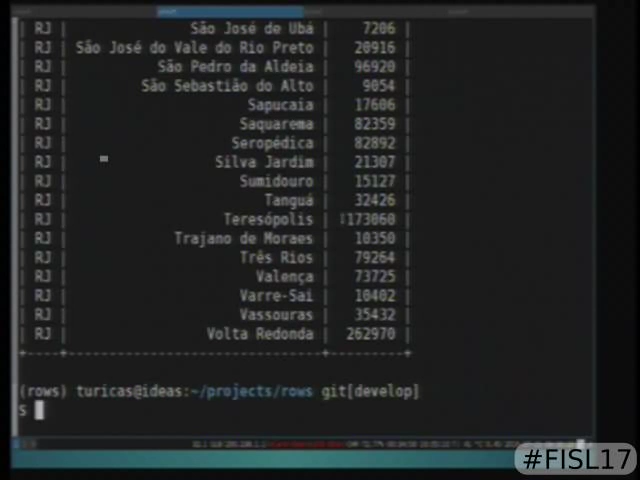 | RJ | São José de Ubá | 7206 |
| RJ | São José do Vale do Rio Preto | 20916 |
| RJ | São Pedro da Aldeia | 96920 |
| RJ | São Sebastião do Alto | 9054 |
| RJ | Sapucaia | 17606 |
| RJ | Saquarema | 82359 |
| RJ | Seropédica | 82892 |
| RJ | Silva Jardim | 21307 |
| RJ | Sumidouro | 15127 |
| RJ | Tanguá | 32426 |
| RJ | Teresópolis | 173060 |
| RJ | Trajano de Moraes | 10350 |
| RJ | Três Rios | 79264 |
| RJ | Valença | 73725 |
| RJ | Varre-Sai | 10402 |
| RJ | Vassouras | 35432 |
| RJ | Volta Redonda | 262970 |
+----+-------------------------------+--------+
(rows) turicas@ideas:~/projects/rows git[develop]
$
#FISL17